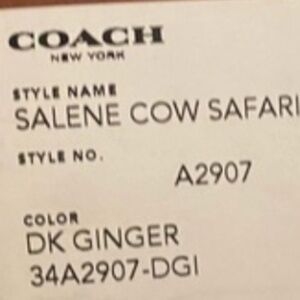 COACH
NEW YORK
STYLE NAME
SALENE COW SAFARI
STYLE NO.
A2907
COLOR
DK GINGER
34A2907-DGI